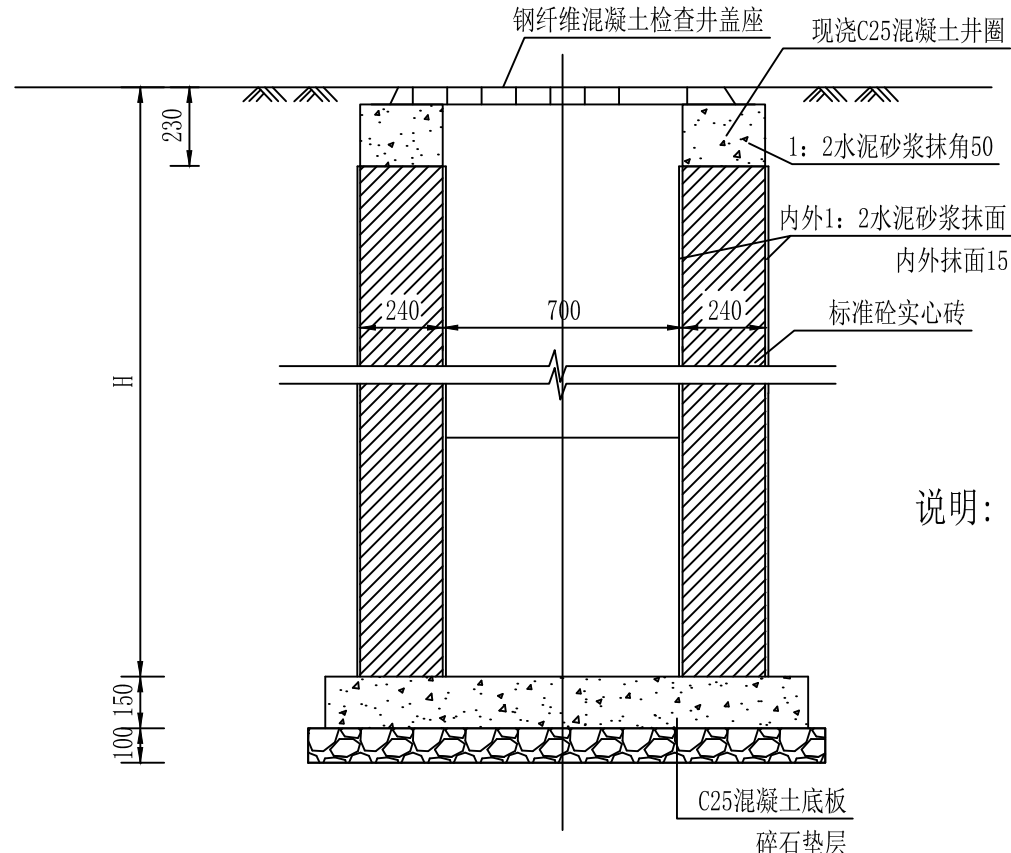 钢纤维混凝土检查井盖座
现浇C25混凝土井圈
230
1: 2水泥砂浆抹角50
内外1: 2水泥砂浆抹面
内外抹面15
240
700
240
标准砼实心砖
H
说明:
150
100
C25混凝土底板
碎石垫层